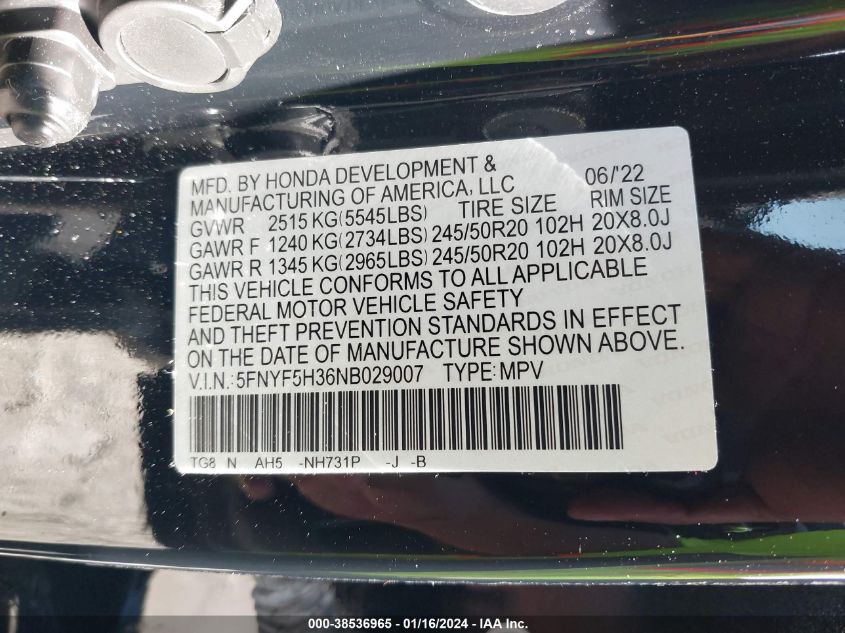 MFD. BY HONDA DEVELOPMENT & 06/'22
MANUFACTURING OF AMERICA, LLC
GVWR 2515 KG(5545LBS) TIRE SIZE RIM SIZE
GAWR F 1240 KG(2734LBS) 245/50R20 102H 20X8.0J
GAWR R 1345 KG(2965LBS) 245/50R20 102H 20X8.0J
THIS VEHICLE CONFORMS TO ALL APPLICABLE
FEDERAL MOTOR VEHICLE SAFETY
AND THEFT PREVENTION STANDARDS IN EFFECT
ON THE DATE OF MANUFACTURE SHOWN ABOVE.
V.I.N.:5FNYF5H36NB029007 TYPE:MPV
TG8 N AH5 -NH731P -J -B
000-38536965 - 01/16/2024 - IAA Inc.